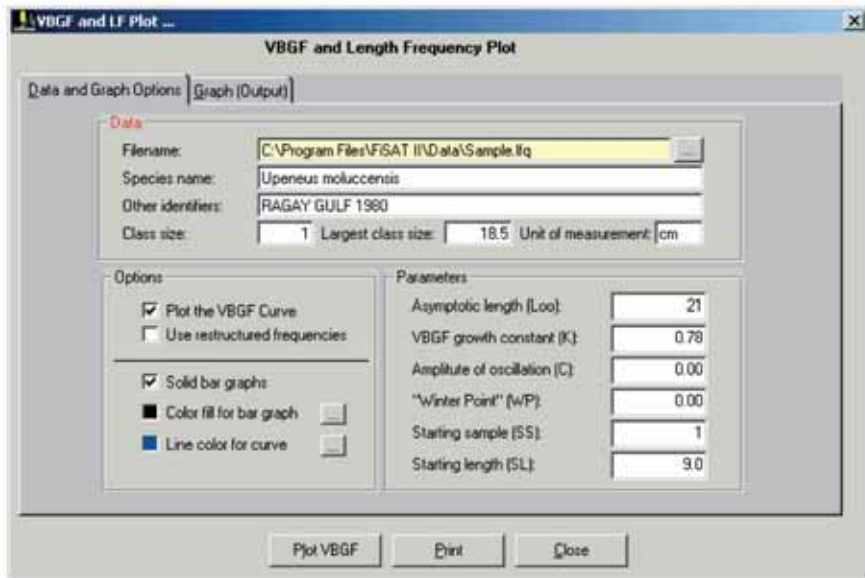 VBGF and LF Plot ...
VBGF and Length Frequency Plot
Data and Graph Options Graph (Output)
Data
Filename: C:\Program Files\FiSAT II\Data\Sample.lfq ...
Species name: Upeneus moluccensis
Other identifiers: RAGAY GULF 1980
Class size: 1 Largest class size: 18.5 Unit of measurement: cm
Options
Plot the VBGF Curve
Use restructured frequencies
Solid bar graphs
Color fill for bar graph ...
Line color for curve ...
Parameters
Asymptotic length (Loo): 21
VBGF growth constant (K): 0.78
Amplitute of oscillation (C): 0.00
"Winter Point" (WP): 0.00
Starting sample (SS): 1
Starting length (SL): 9.0
Plot VBGF Print Close